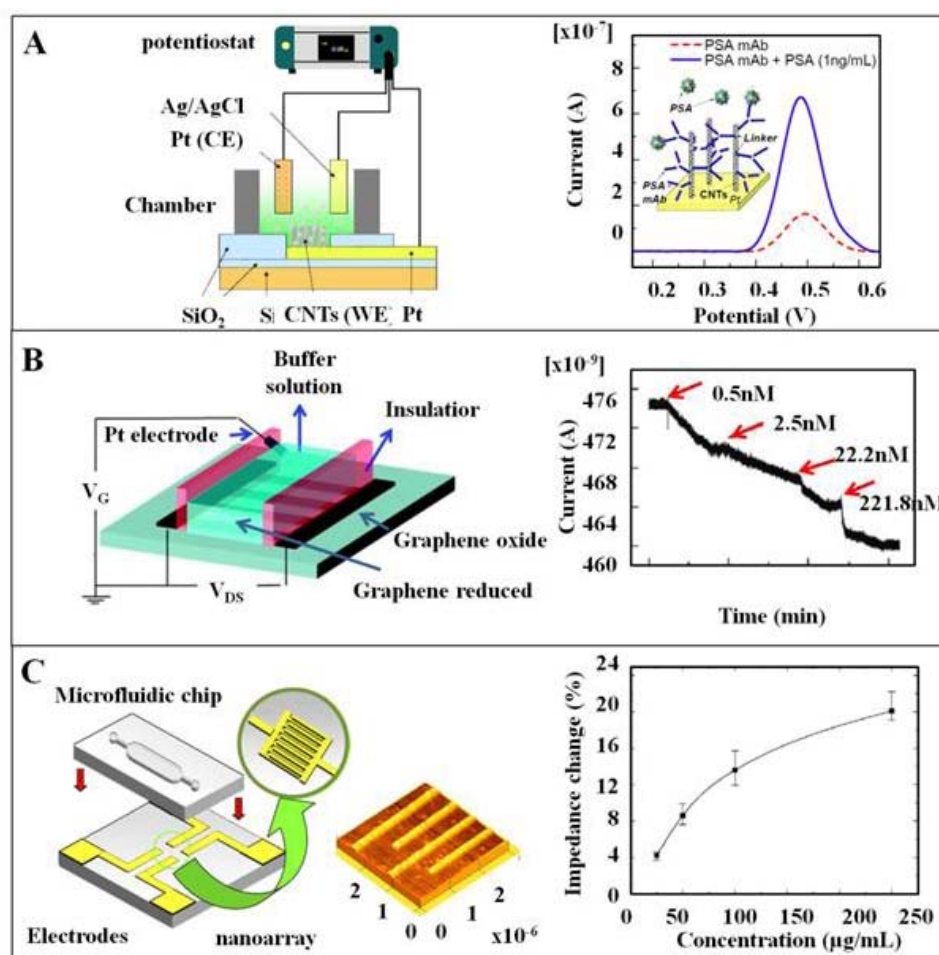 A
potentiostat
Ag/AgCl
Pt (CE)
Chamber
SiO2
S
CNTs (WE)
Pt
[x10-7]
PSA mAb
PSA mAb + PSA (1ng/mL)
PSA
Linker
PSA
mAb
CNTs
Pt
Current (A)
6
4
2
0
0.2
0.3
0.4
0.5
0.6
Potential (V)
B
Buffer
solution
Pt electrode
Insulatior
VG
VDS
Graphene oxide
Graphene reduced
[x10-9]
476
472
468
464
460
Current (A)
0.5nM
2.5nM
22.2nM
221.8nM
Time (min)
C
Microfluidic chip
Electrodes
nanoarray
2
1
0
0
1
2
x10-6
Impedance change (%)
24
20
16
12
8
4
0
0
50
100
150
200
250
Concentration (µg/mL)